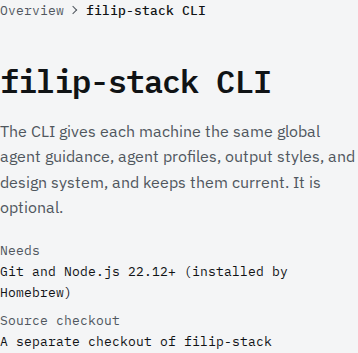 Overview > filip-stack CLI
filip-stack CLI
The CLI gives each machine the same global
agent guidance, agent profiles, output styles, and
design system, and keeps them current. It is
optional.
Needs
Git and Node.js 22.12+ (installed by
Homebrew)
Source checkout
A separate checkout of filip-stack